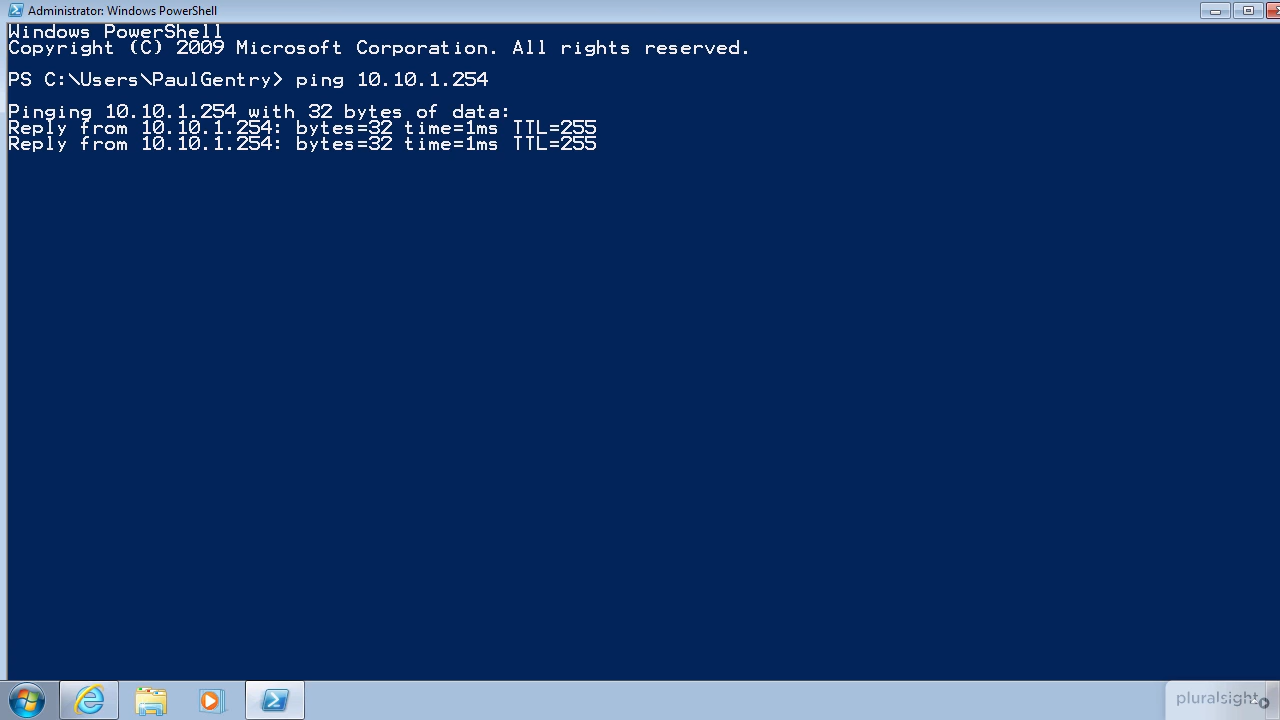 Administrator: Windows PowerShell
Windows PowerShell
Copyright (C) 2009 Microsoft Corporation. All rights reserved.
PS C:\Users\PaulGentry> ping 10.10.1.254
Pinging 10.10.1.254 with 32 bytes of data:
Reply from 10.10.1.254: bytes=32 time=1ms TTL=255
Reply from 10.10.1.254: bytes=32 time=1ms TTL=255
pluralsight